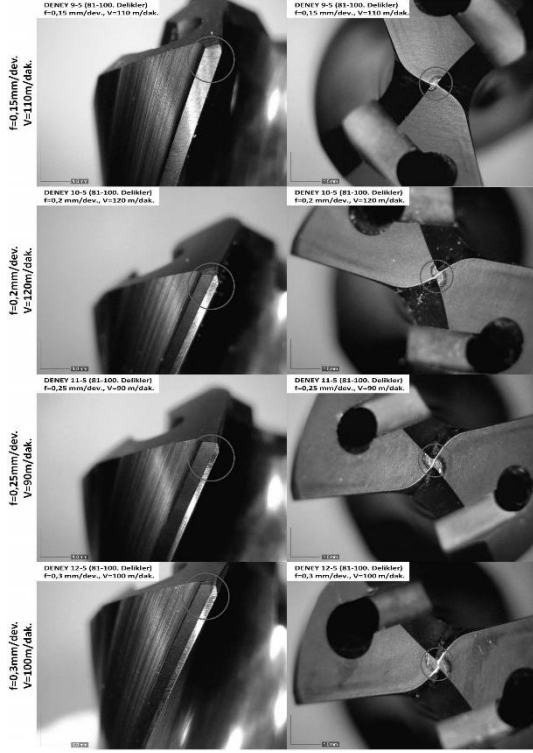 f=0,15mm/dev.
V=110m/dak.
DENEY 9-5 (81-100. Delikler)
f=0,15 mm/dev., V=110 m/dak.
DENEY 9-5 (81-100. Delikler)
f=0,15 mm/dev., V=110 m/dak.
f=0,2mm/dev.
V=120m/dak.
DENEY 10-5 (81-100. Delikler)
f=0,2 mm/dev., V=120 m/dak.
DENEY 10-5 (81-100. Delikler)
f=0,2 mm/dev., V=120 m/dak.
f=0,25mm/dev.
V=90m/dak.
DENEY 11-5 (81-100. Delikler)
f=0,25 mm/dev., V=90 m/dak.
DENEY 11-5 (81-100. Delikler)
f=0,25 mm/dev., V=90 m/dak.
f=0,3mm/dev.
V=100m/dak.
DENEY 12-5 (81-100. Delikler)
f=0,3 mm/dev., V=100 m/dak.
DENEY 12-5 (81-100. Delikler)
f=0,3 mm/dev., V=100 m/dak.